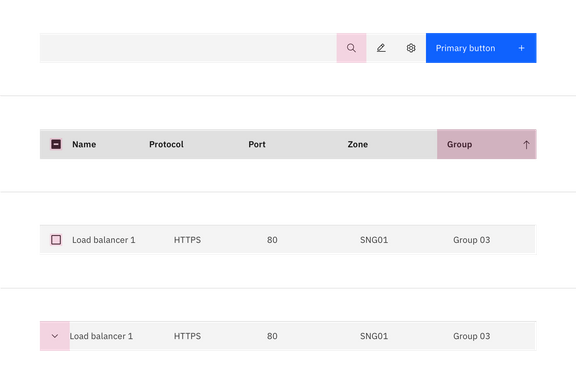 Primary button
Name Protocol Port Zone Group
Load balancer 1 HTTPS 80 SNG01 Group 03
Load balancer 1 HTTPS 80 SNG01 Group 03